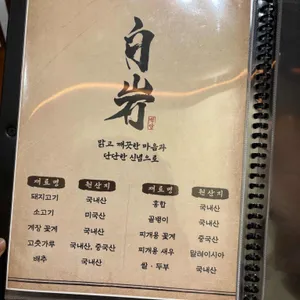 白岩
맑고 깨끗한 마음과
단단한 신념으로
재료명 원산지 재료명 원산지
돼지고기 국내산 홍합 국내산
소고기 미국산 골뱅이 국내산
게장 꽃게 국내산 찌개용 꽃게 중국산
고춧가루 국내산, 중국산 찌개용 새우 말레이시아
배추 국내산 쌀·두부 국내산